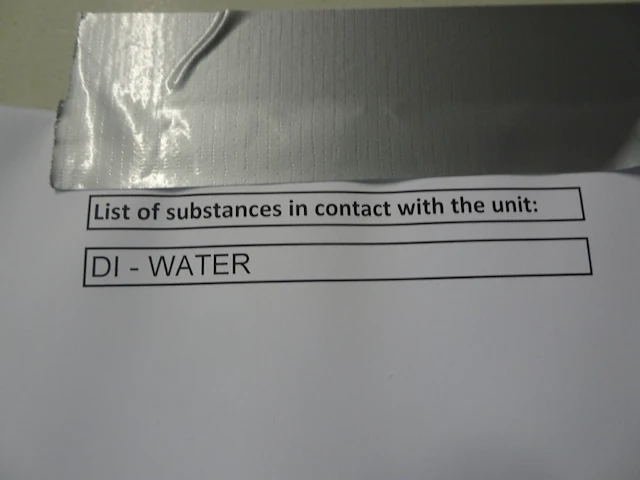 List of substances in contact with the unit:
DI - WATER